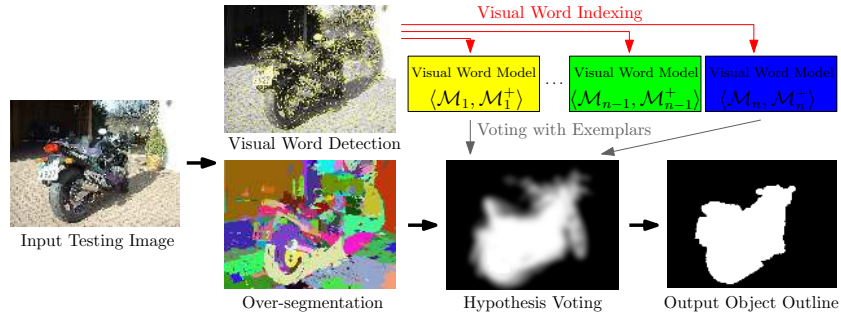 Visual Word Indexing
Visual Word Model
⟨M₁, M₁⁺⟩
...
Visual Word Model
⟨Mₙ₋₁, Mₙ₋₁⁺⟩
Visual Word Model
⟨Mₙ, Mₙ⁺⟩
Visual Word Detection
Voting with Exemplars
Input Testing Image
Over-segmentation
Hypothesis Voting
Output Object Outline